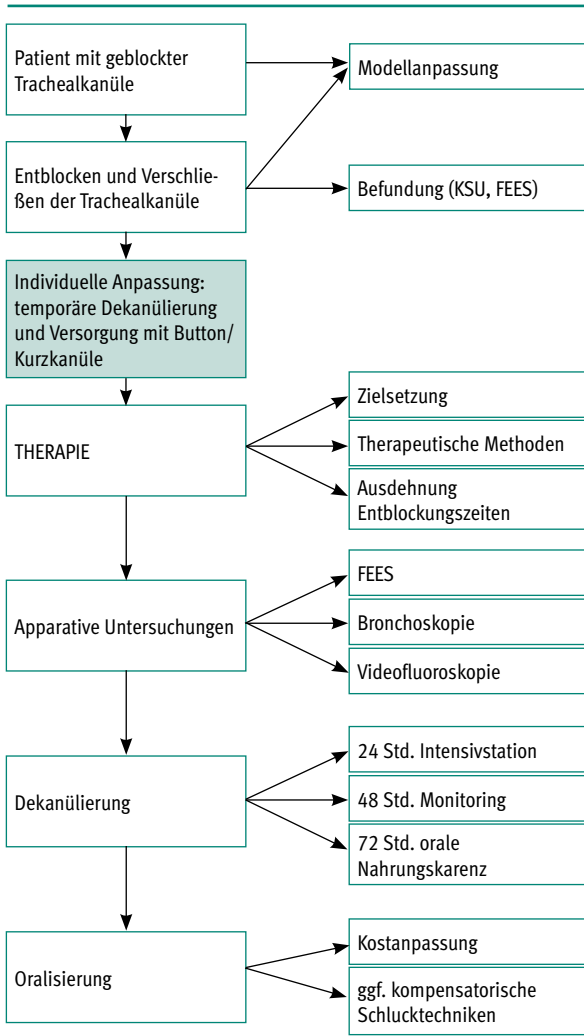 Patient mit geblockter
Trachealkanüle
Modellanpassung
Entblocken und Verschlie-
ßen der Trachealkanüle
Befundung (KSU, FEES)
Individuelle Anpassung:
temporäre Dekanülierung
und Versorgung mit Button/
Kurzkanüle
THERAPIE
Zielsetzung
Therapeutische Methoden
Ausdehnung
Entblockungszeiten
Apparative Untersuchungen
FEES
Bronchoskopie
Videofluoroskopie
Dekanülierung
24 Std. Intensivstation
48 Std. Monitoring
72 Std. orale
Nahrungskarenz
Oralisierung
Kostanpassung
ggf. kompensatorische
Schlucktechniken